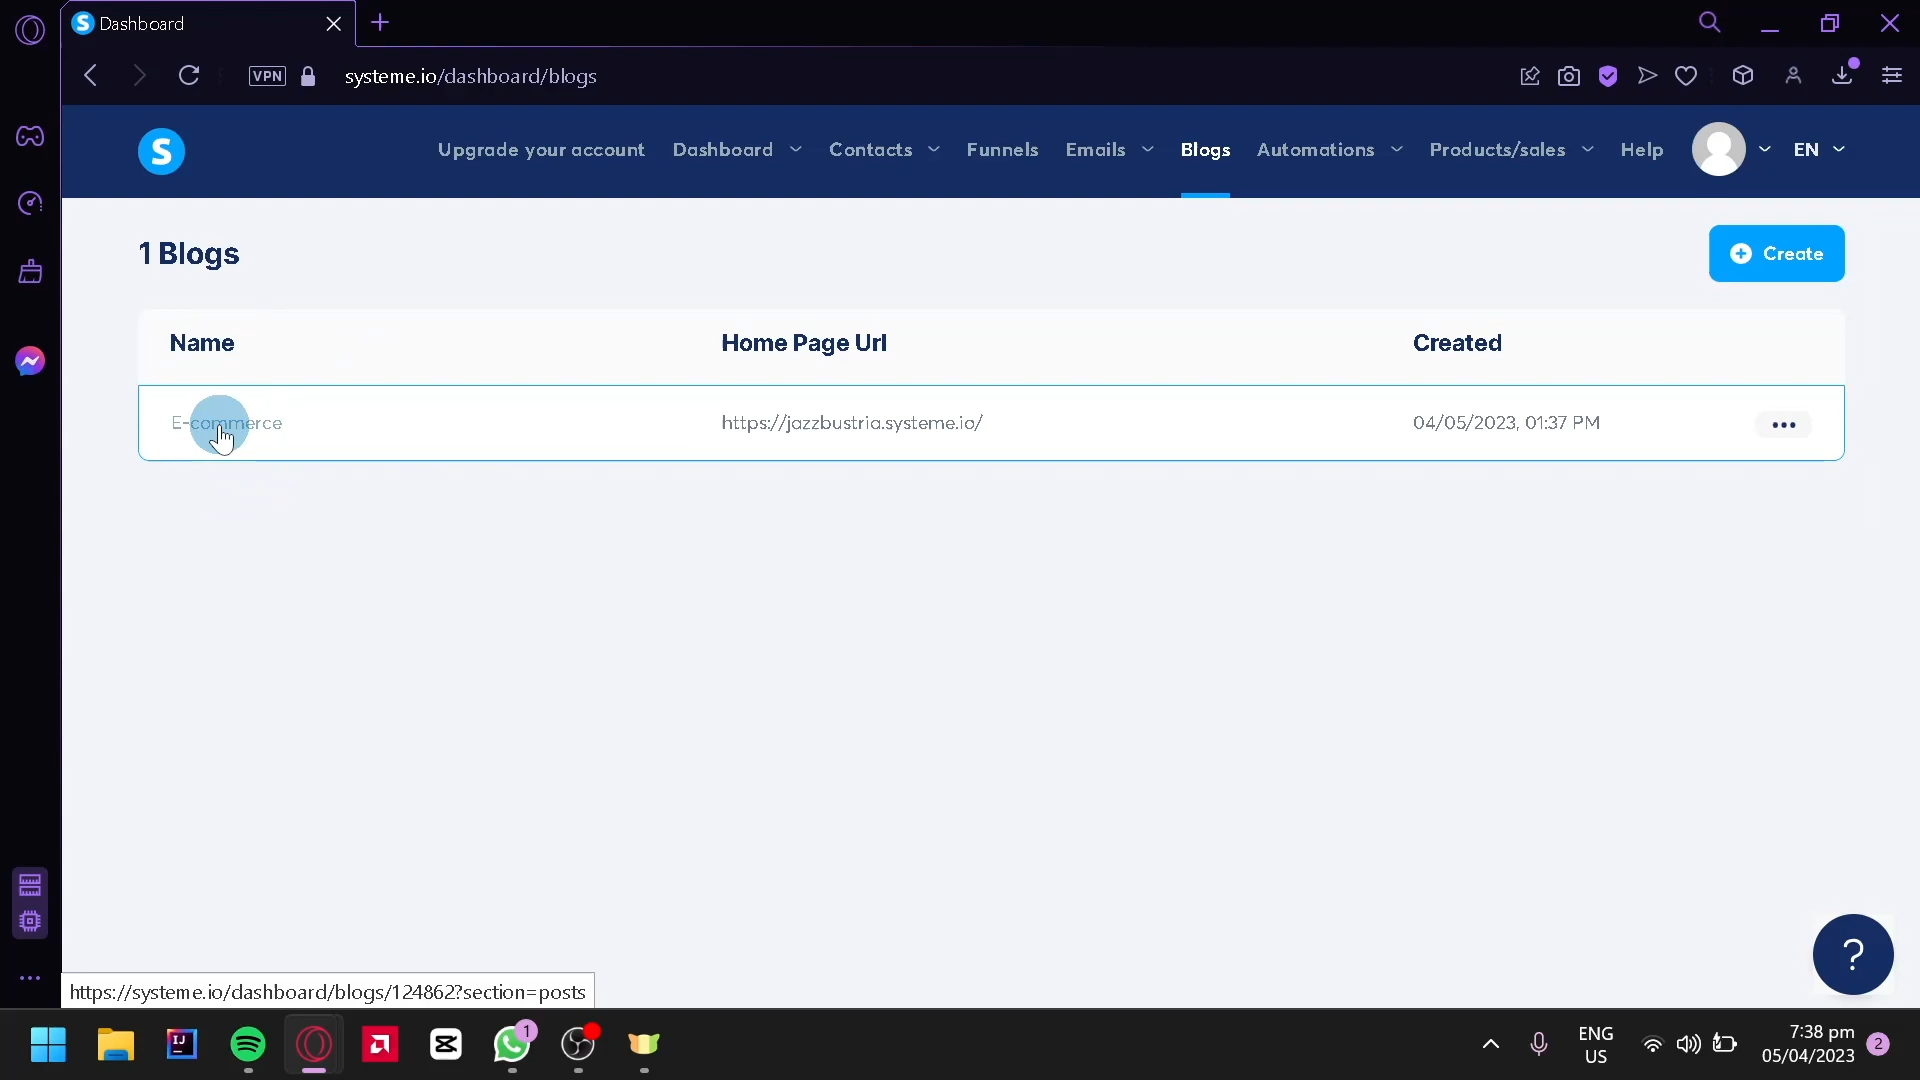 Dashboard
VPN systeme.io/dashboard/blogs
S Upgrade your account Dashboard Contacts Funnels Emails Blogs Automations Products/sales Help EN
1 Blogs
Create
Name Home Page Url Created
E-commerce https://jazzbustria.systeme.io/ 04/05/2023, 01:37 PM
?
https://systeme.io/dashboard/blogs/124862?section=posts
IJ 1 ENG 7:38 pm
US 05/04/2023 2